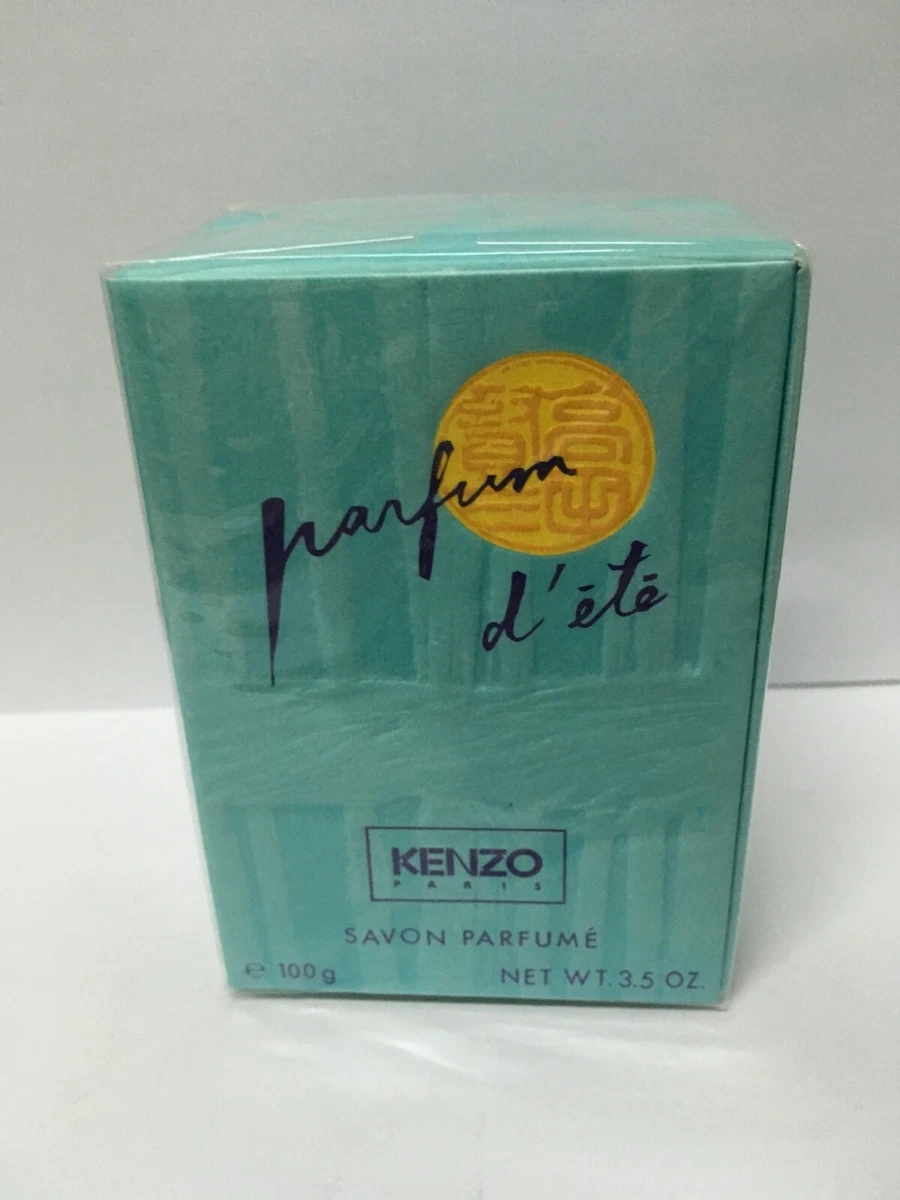 parfum
d'été
KENZO
PARIS
SAVON PARFUMÉ
℮ 100 g
NET WT. 3.5 OZ.